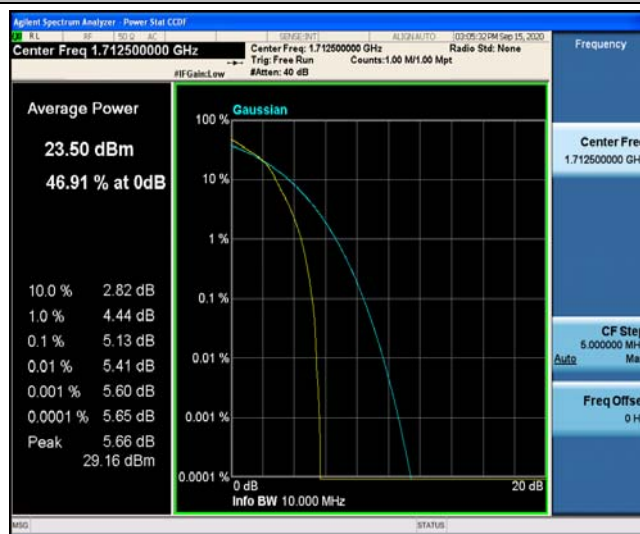 Agilent Spectrum Analyzer - Power Stat CCDF
RL RF 50 Ω AC SENSE:INT ALIGNAUTO 03:05:32 PM Sep 15, 2020
Center Freq 1.712500000 GHz
Center Freq: 1.712500000 GHz Radio Std: None
Trig: Free Run Counts:1.00 M/1.00 Mpt
#IFGain:Low #Atten: 40 dB
Frequency
Average Power
23.50 dBm
46.91 % at 0dB
10.0 % 2.82 dB
1.0 % 4.44 dB
0.1 % 5.13 dB
0.01 % 5.41 dB
0.001 % 5.60 dB
0.0001 % 5.65 dB
Peak 5.66 dB
29.16 dBm
Gaussian
100 %
10 %
1 %
0.1 %
0.01 %
0.001 %
0.0001 %
0 dB 20 dB
Info BW 10.000 MHz
Center Fre
1.712500000 GH
CF Ste
5.000000 MH
Auto Ma
Freq Offse
0 H
MSG STATUS